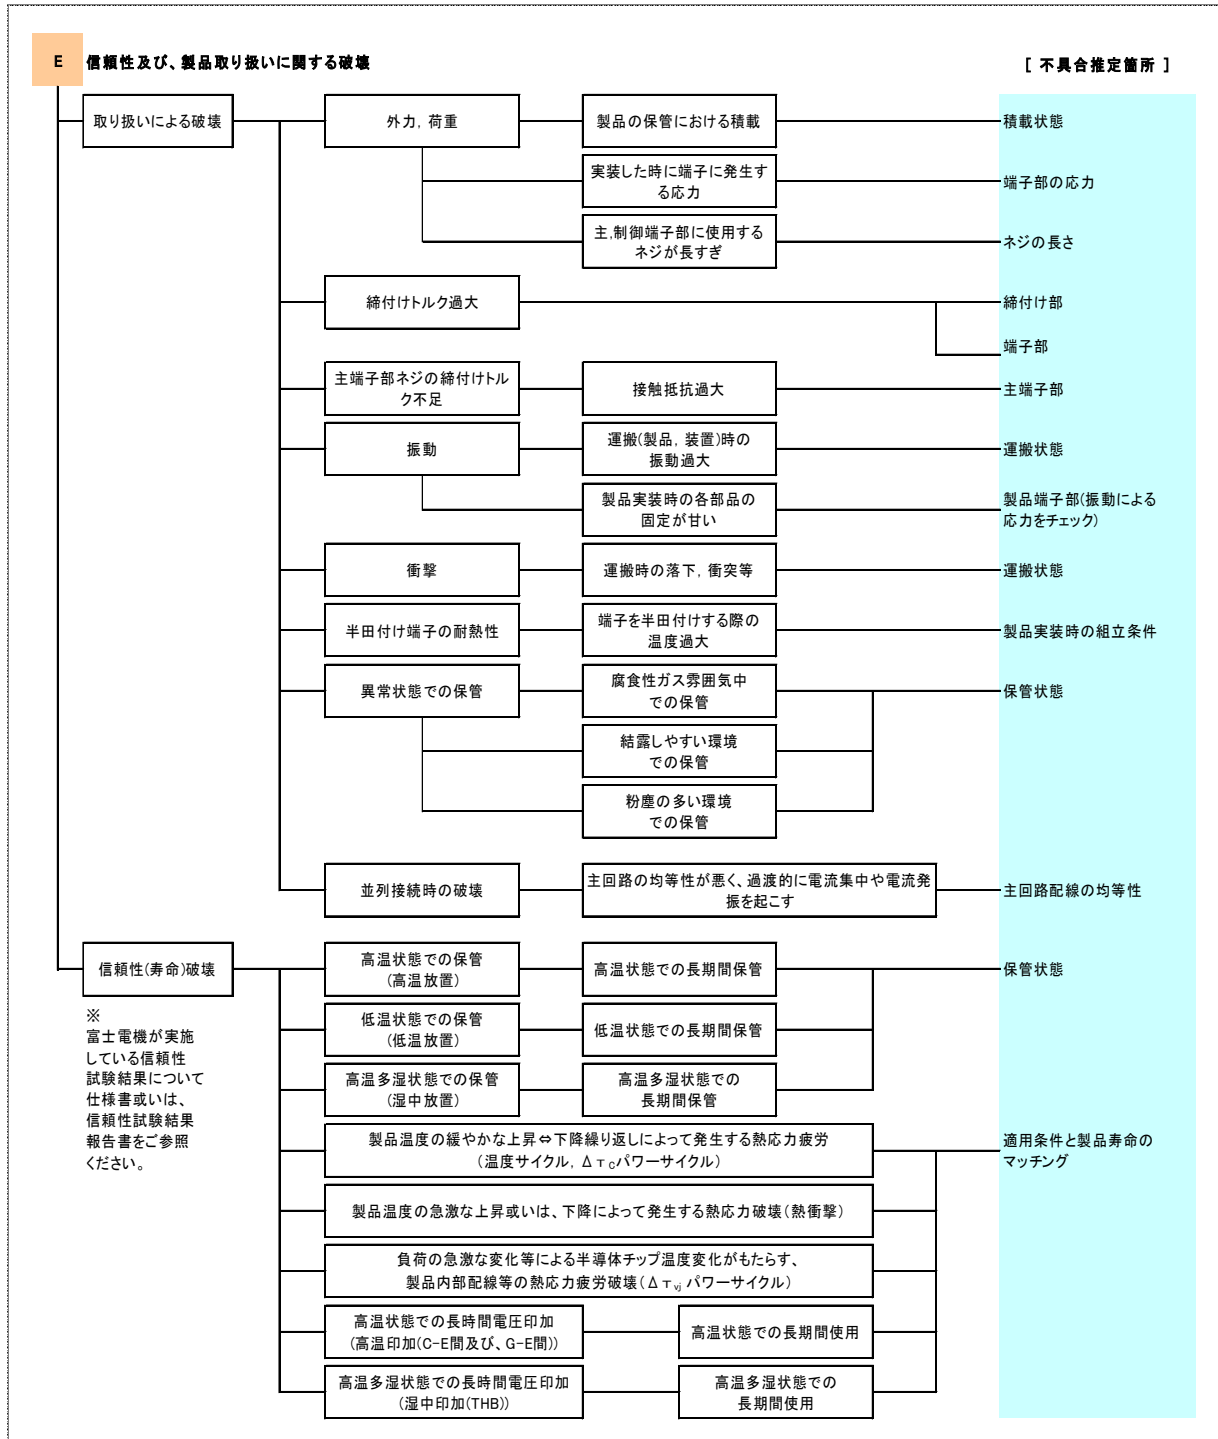 E
信頼性及び、製品取り扱いに関する破壊
[ 不具合推定箇所 ]
取り扱いによる破壊
外力, 荷重
製品の保管における積載
積載状態
実装した時に端子に発生す
る応力
端子部の応力
主,制御端子部に使用する
ネジが長すぎ
ネジの長さ
締付けトルク過大
締付け部
端子部
主端子部ネジの締付けトル
ク不足
接触抵抗過大
主端子部
振動
運搬(製品, 装置)時の
振動過大
運搬状態
製品実装時の各部品の
固定が甘い
製品端子部(振動による
応力をチェック)
衝撃
運搬時の落下, 衝突等
運搬状態
半田付け端子の耐熱性
端子を半田付けする際の
温度過大
製品実装時の組立条件
異常状態での保管
腐食性ガス雰囲気中
での保管
保管状態
結露しやすい環境
での保管
粉塵の多い環境
での保管
並列接続時の破壊
主回路の均等性が悪く、過渡的に電流集中や電流発
振を起こす
主回路配線の均等性
信頼性(寿命)破壊
高温状態での保管
(高温放置)
高温状態での長期間保管
保管状態
※
富士電機が実施
している信頼性
試験結果について
仕様書或いは、
信頼性試験結果
報告書をご参照
ください。
低温状態での保管
(低温放置)
低温状態での長期間保管
高温多湿状態での保管
(湿中放置)
高温多湿状態での
長期間保管
製品温度の緩やかな上昇⇔下降繰り返しによって発生する熱応力疲労
(温度サイクル, ΔTCパワーサイクル)
適用条件と製品寿命の
マッチング
製品温度の急激な上昇或いは、下降によって発生する熱応力破壊(熱衝撃)
負荷の急激な変化等による半導体チップ温度変化がもたらす、
製品内部配線等の熱応力疲労破壊(ΔTvj パワーサイクル)
高温状態での長時間電圧印加
(高温印加(C-E間及び、G-E間))
高温状態での長期間使用
高温多湿状態での長時間電圧印加
(湿中印加(THB))
高温多湿状態での
長期間使用